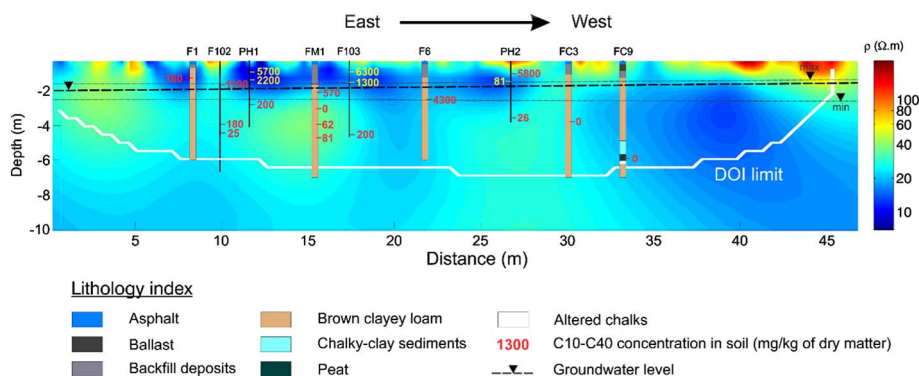 East West
F1 F102 PH1 FM1 F103 F6 PH2 FC3 FC9 ρ (Ω.m)
160 1100 5700 2200 200 180 25
570 0 62 81
6300 1300 200
4300
5800 81 26
0
0
max
min
DOI limit
100
80
60
40
20
10
Depth (m)
-2
-4
-6
-8
-10
5 10 15 20 25 30 35 40 45
Distance (m)
Lithology index
Asphalt Brown clayey loam Altered chalks
Ballast Chalky-clay sediments 1300 C10-C40 concentration in soil (mg/kg of dry matter)
Backfill deposits Peat Groundwater level